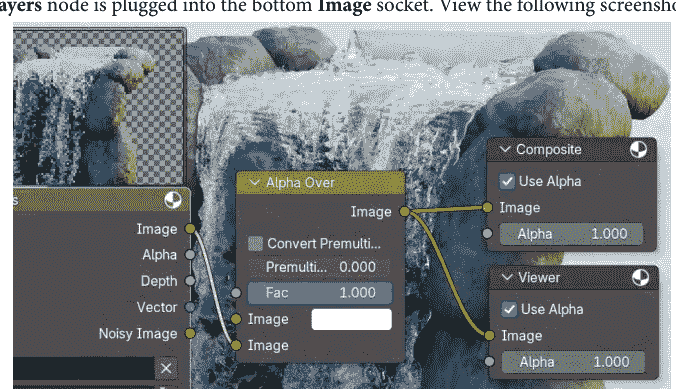 ayers node is plugged into the bottom Image socket. View the following screensho
s
Image
Alpha
Depth
Vector
Noisy Image
Alpha Over
Image
Convert Premulti...
Premulti... 0.000
Fac 1.000
Image
Image
Composite
Use Alpha
Image
Alpha 1.000
Viewer
Use Alpha
Image
Alpha 1.000